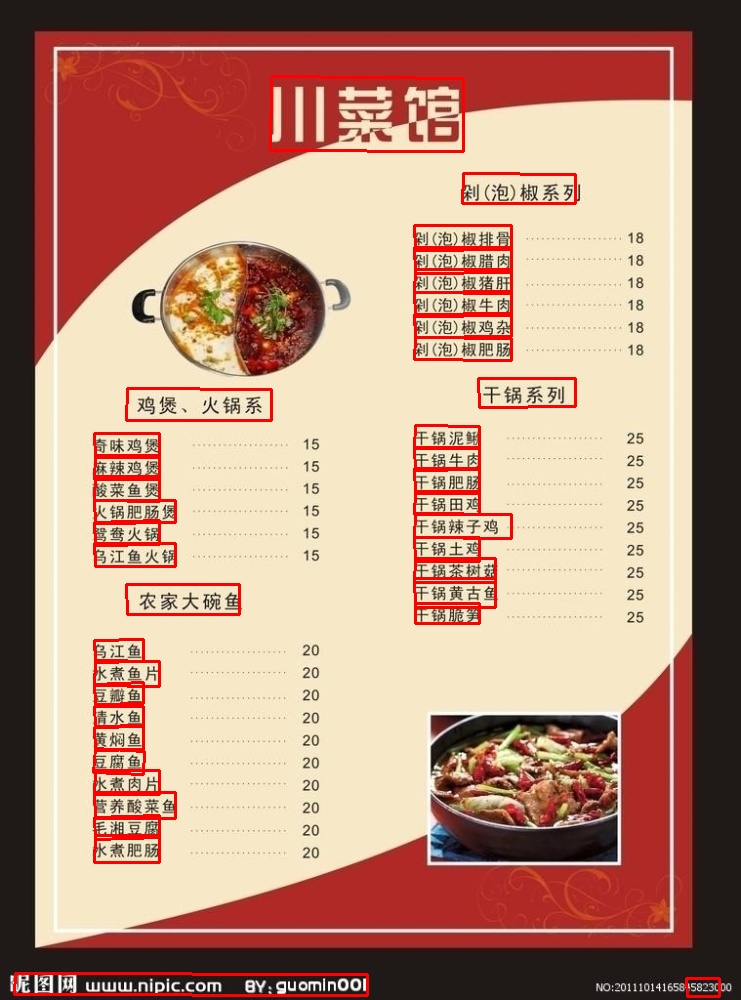 川菜馆
剁(泡)椒系列
剁(泡)椒排骨 18
剁(泡)椒腊肉 18
剁(泡)椒猪肝 18
剁(泡)椒牛肉 18
剁(泡)椒鸡杂 18
剁(泡)椒肥肠 18
鸡煲、火锅系
奇味鸡煲 15
麻辣鸡煲 15
酸菜鱼煲 15
火锅肥肠煲 15
鸳鸯火锅 15
乌江鱼火锅 15
干锅系列
干锅泥鳅 25
干锅牛肉 25
干锅肥肠 25
干锅田鸡 25
干锅辣子鸡 25
干锅土鸡 25
干锅茶树菇 25
干锅黄古鱼 25
干锅脆笋 25
农家大碗鱼
乌江鱼 20
水煮鱼片 20
豆瓣鱼 20
清水鱼 20
黄焖鱼 20
豆腐鱼 20
水煮肉片 20
营养酸菜鱼 20
毛湘豆腐 20
水煮肥肠 20
昵图网 www.nipic.com BY:guomin001